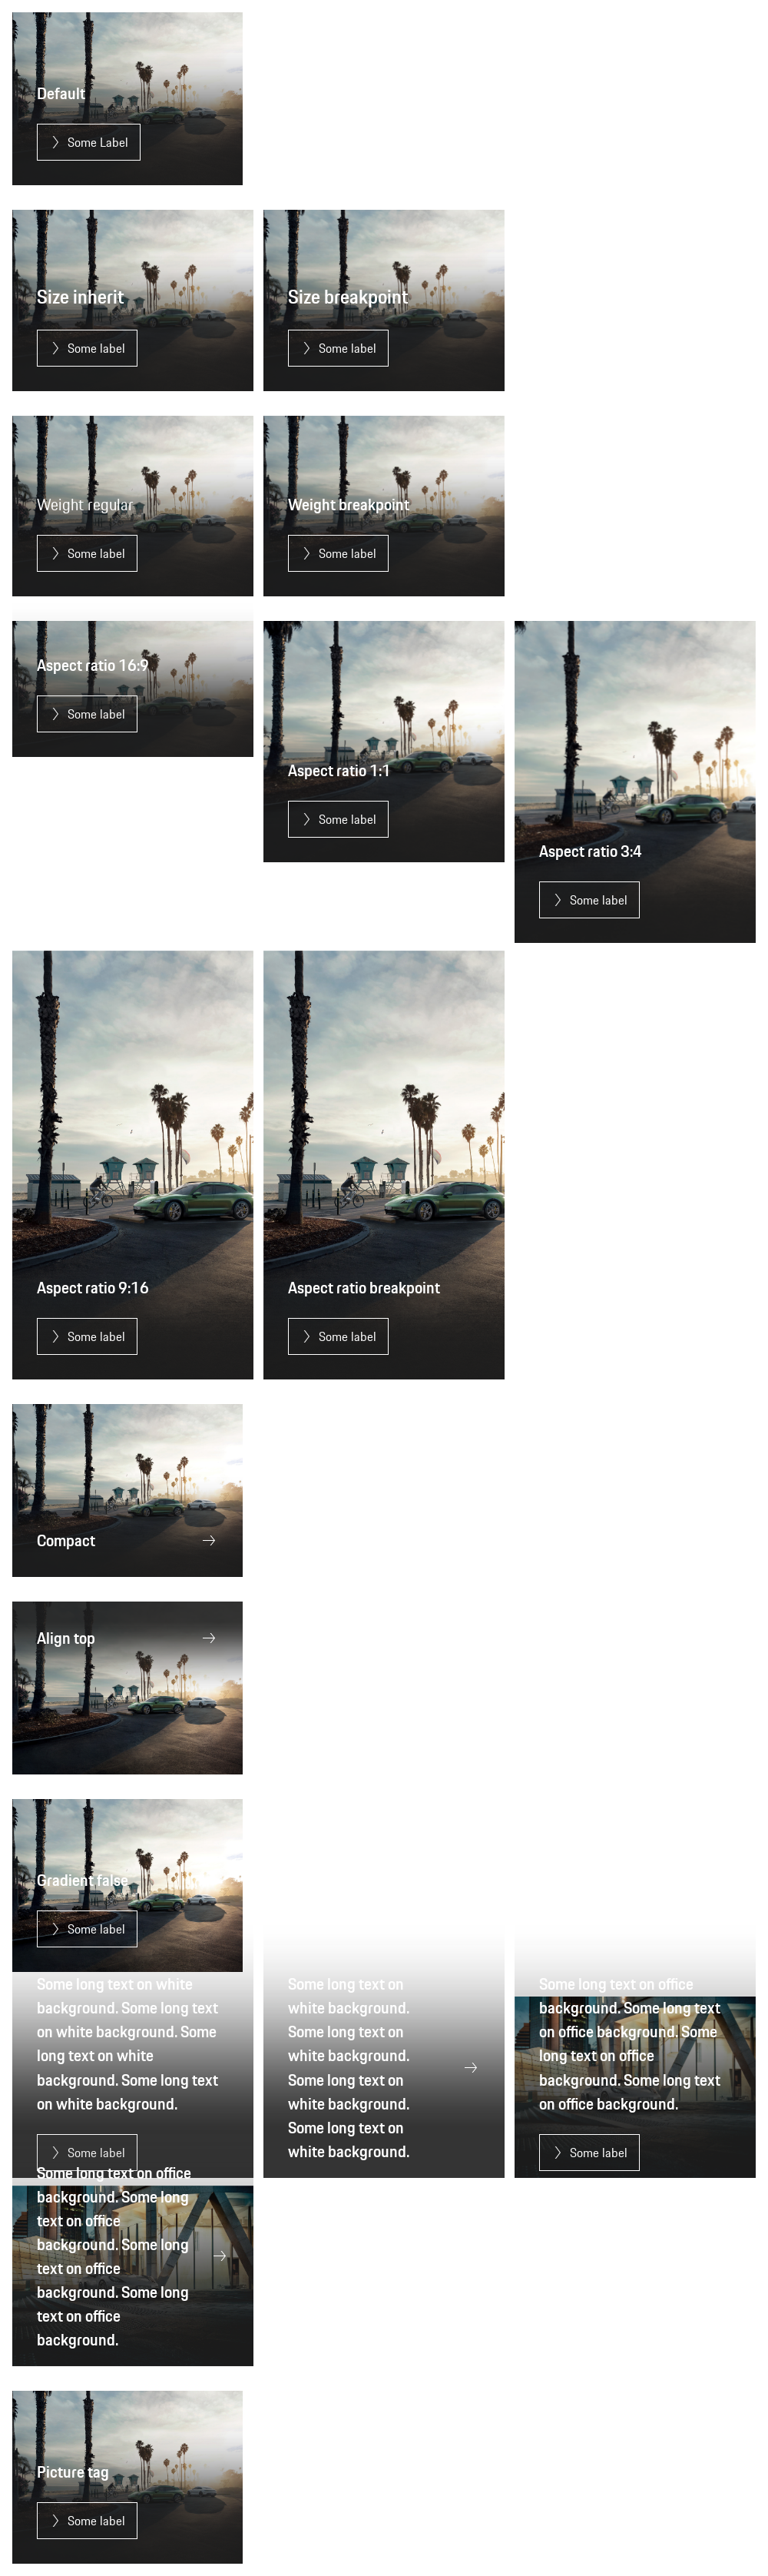 Default
Some Label
Size inherit
Size breakpoint
Some label
Some label
Weight regular
Weight breakpoint
Some label
Some label
Aspect ratio 16:9
Some label
Aspect ratio 1:1
Some label
Aspect ratio 3:4
Some label
Aspect ratio 9:16
Aspect ratio breakpoint
Some label
Some label
Compact
Align top
Gradient false
Some label
Some long text on white
background. Some long text
on white background. Some
long text on white
background. Some long text
on white background.
Some label
Some long text on
white background.
Some long text on
white background.
Some long text on
white background.
Some long text on
white background.
Some long text on office
background. Some long text
on office background. Some
long text on office
background. Some long text
on office background.
Some label
Some long text on office
background. Some long
text on office
background. Some long
text on office
background. Some long
text on office
background.
Picture tag
Some label